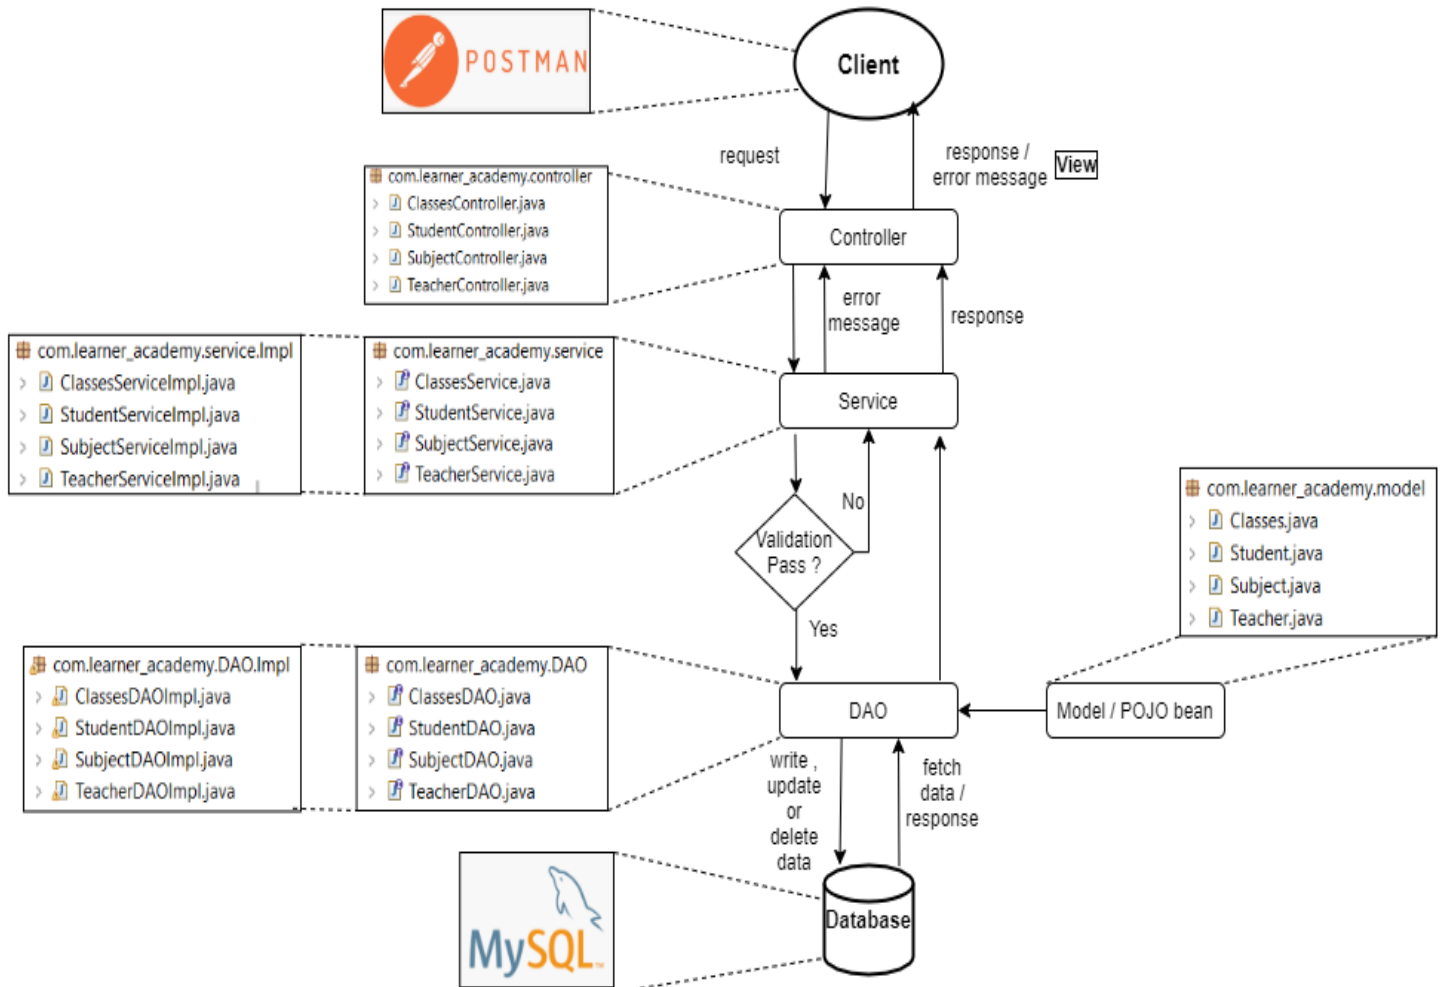 POSTMAN
Client
request
response /
error message
View
com.learner_academy.controller
ClassesController.java
StudentController.java
SubjectController.java
TeacherController.java
Controller
error
message
response
com.learner_academy.service.Impl
ClassesServiceImpl.java
StudentServiceImpl.java
SubjectServiceImpl.java
TeacherServiceImpl.java
com.learner_academy.service
ClassesService.java
StudentService.java
SubjectService.java
TeacherService.java
Service
No
Validation
Pass ?
Yes
com.learner_academy.model
Classes.java
Student.java
Subject.java
Teacher.java
com.learner_academy.DAO.Impl
ClassesDAOImpl.java
StudentDAOImpl.java
SubjectDAOImpl.java
TeacherDAOImpl.java
com.learner_academy.DAO
ClassesDAO.java
StudentDAO.java
SubjectDAO.java
TeacherDAO.java
DAO
Model / POJO bean
write ,
update
or
delete
data
fetch
data /
response
MySQL
Database